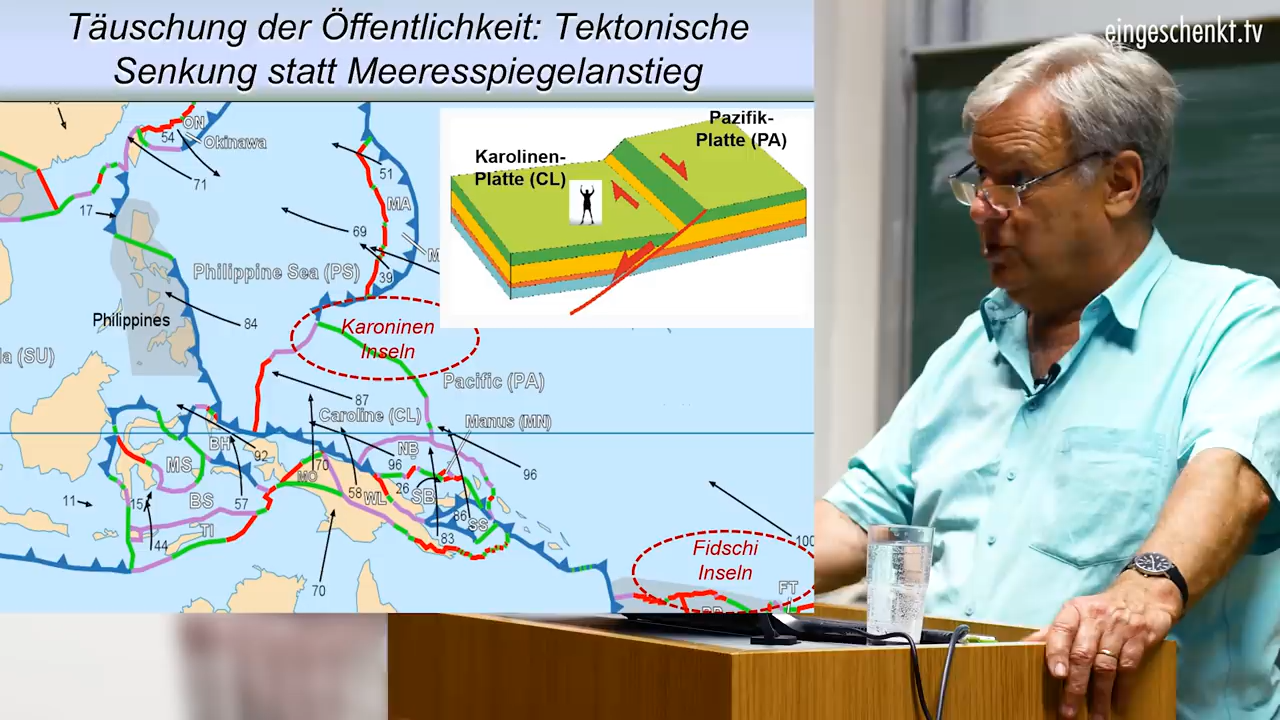 Täuschung der Öffentlichkeit: Tektonische
Senkung statt Meeresspiegelanstieg
eingeschenkt.tv
Pazifik-
Platte (PA)
Karolinen-
Platte (CL)
ON
54
Okinawa
71
51
17
MA
69
M
Philippine Sea (PS)
39
Philippines
84
Karoninen
Inseln
a (SU)
Pacific (PA)
87
Caroline (CL)
Manus (MN)
BH
NB
92
MS
96
70
96
MO
26
58
WL
SB
11
15
BS
57
36
SS
TI
44
83
100
Fidschi
Inseln
70
FT